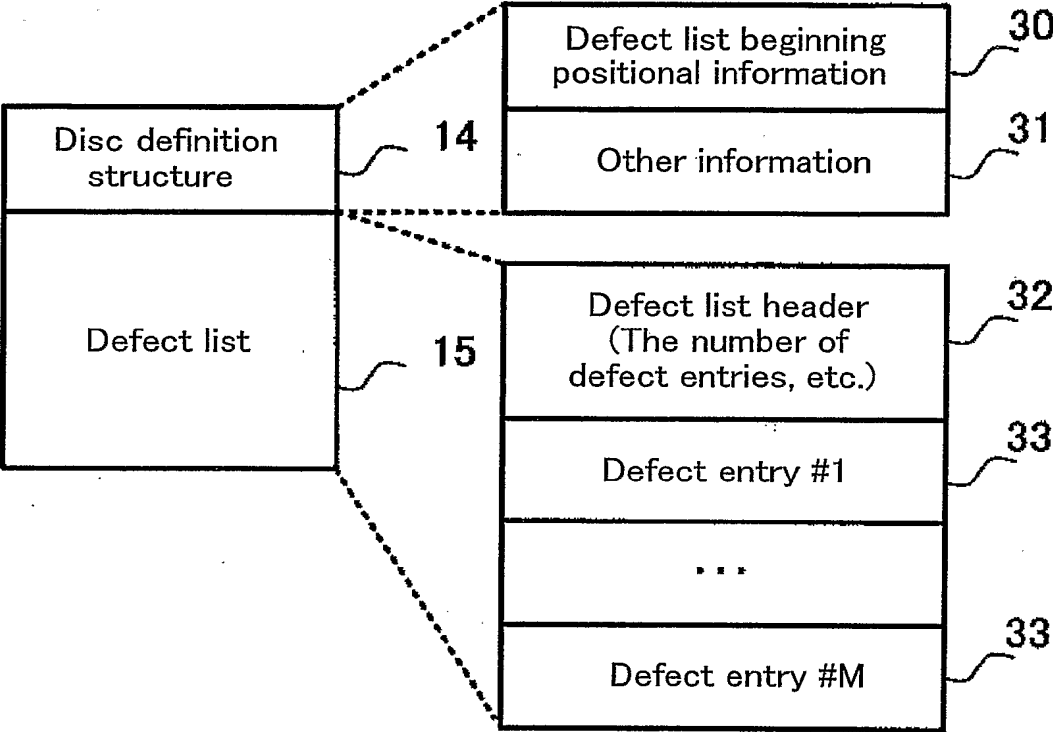 Disc definition
structure
14
Defect list
15
Defect list beginning
positional information
30
Other information
31
Defect list header
(The number of
defect entries, etc.)
32
Defect entry #1
33
...
Defect entry #M
33